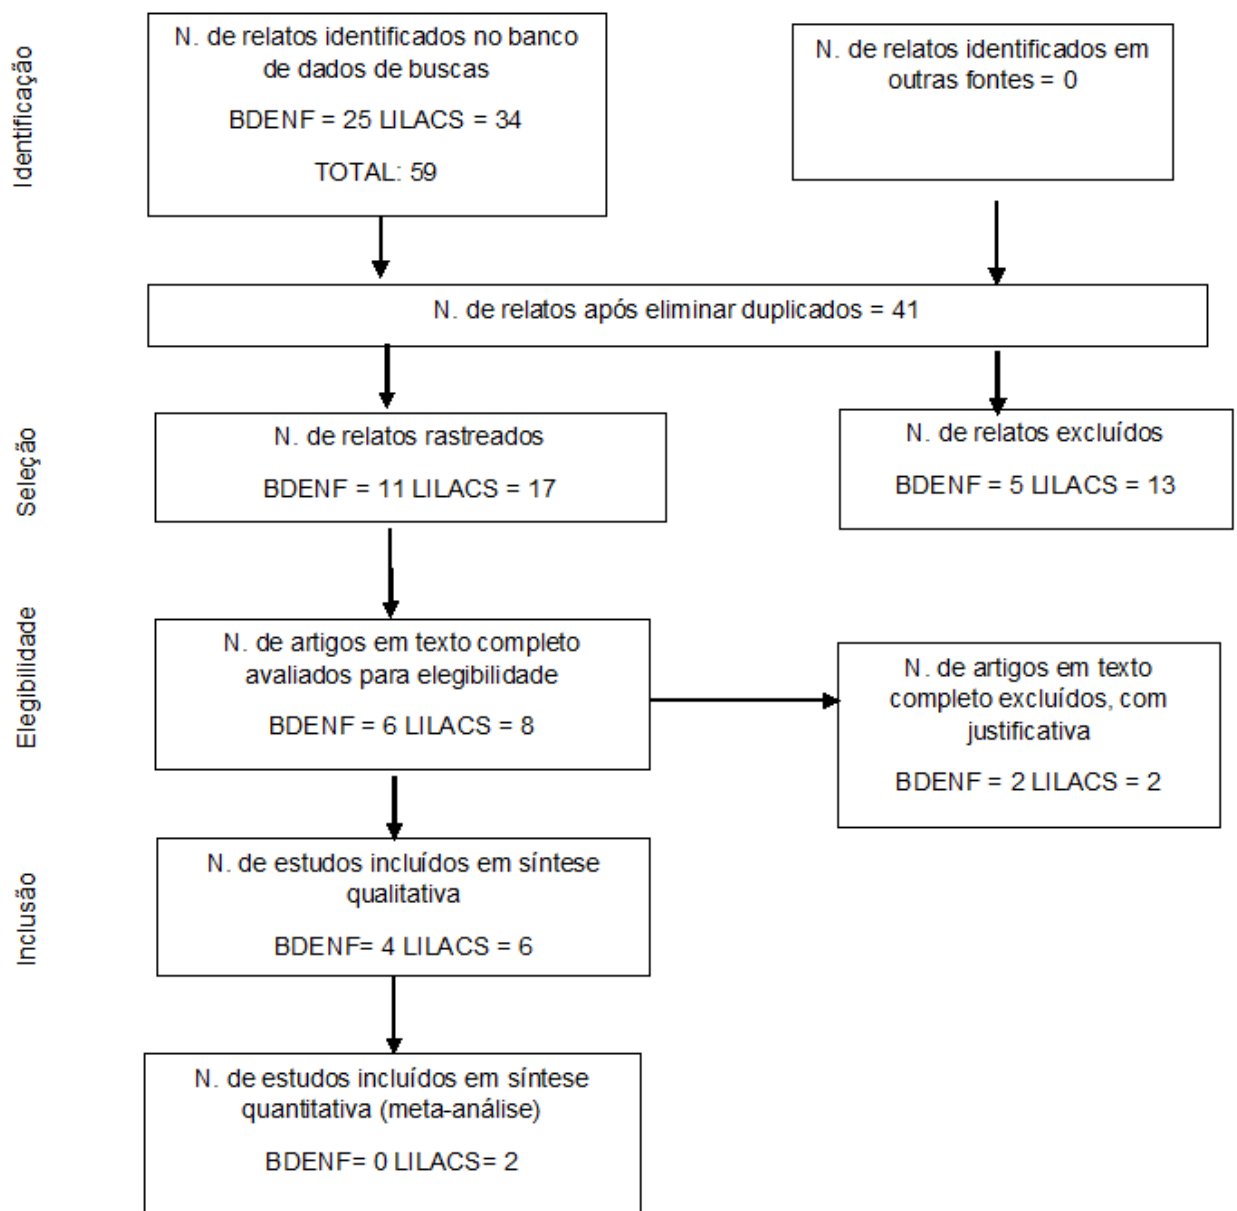 Identificação
N. de relatos identificados no banco
de dados de buscas
BDENF = 25 LILACS = 34
TOTAL: 59
N. de relatos identificados em
outras fontes = 0
N. de relatos após eliminar duplicados = 41
Seleção
N. de relatos rastreados
BDENF = 11 LILACS = 17
N. de relatos excluídos
BDENF = 5 LILACS = 13
Elegibilidade
N. de artigos em texto completo
avaliados para elegibilidade
BDENF = 6 LILACS = 8
N. de artigos em texto
completo excluídos, com
justificativa
BDENF = 2 LILACS = 2
Inclusão
N. de estudos incluídos em síntese
qualitativa
BDENF= 4 LILACS = 6
N. de estudos incluídos em síntese
quantitativa (meta-análise)
BDENF= 0 LILACS= 2